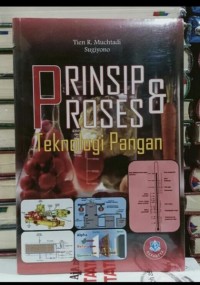 Tien R. Muchtadi
Sugiyono
PRINSIP &
PROSES
Teknologi Pangan